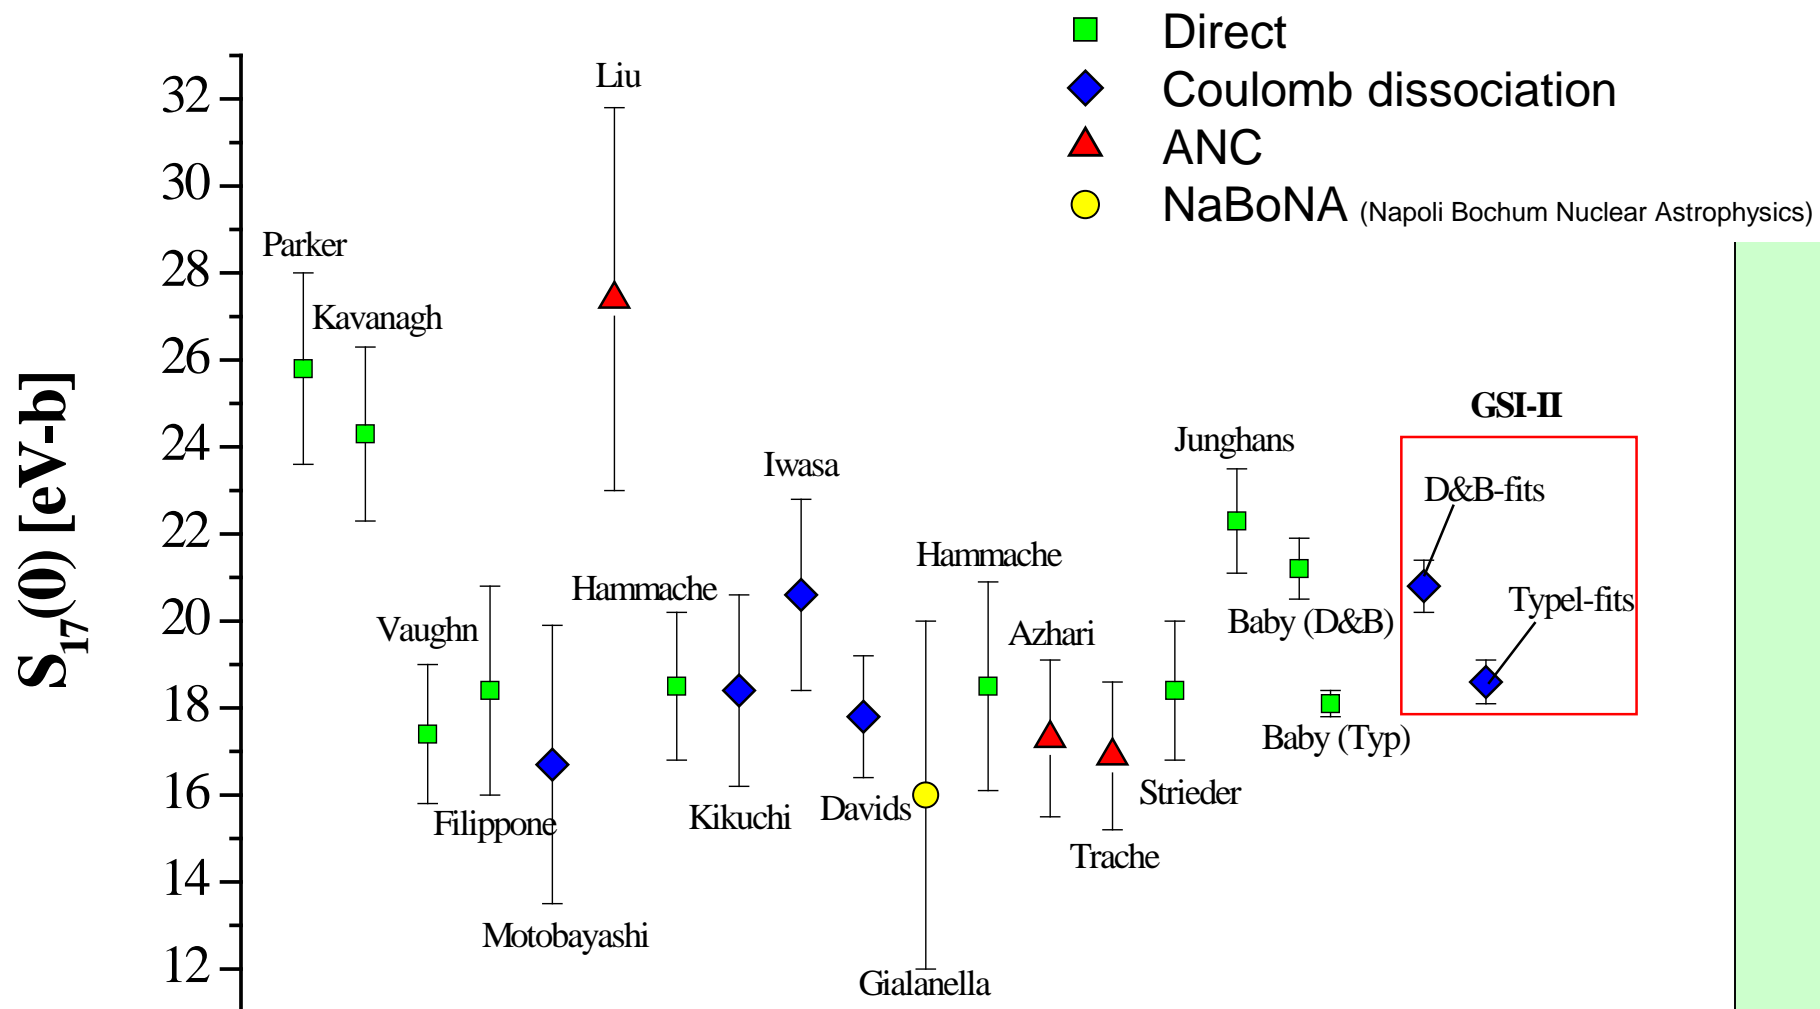 Direct
Coulomb dissociation
ANC
NaBoNA (Napoli Bochum Nuclear Astrophysics)
S17(0) [eV-b]
32
30
28
26
24
22
20
18
16
14
12
Liu
Parker
Kavanagh
GSI-II
Junghans
Iwasa
D&B-fits
Hammache
Hammache
Typel-fits
Vaughn
Azhari
Baby (D&B)
Baby (Typ)
Strieder
Davids
Kikuchi
Filippone
Trache
Motobayashi
Gialanella